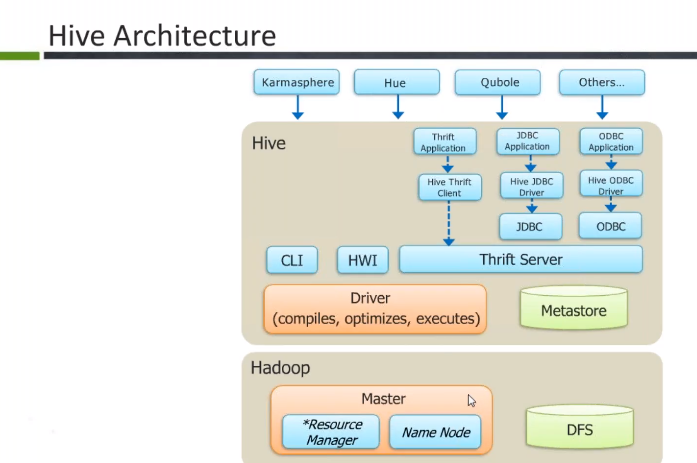 Hive Architecture
Karmasphere
Hue
Qubole
Others...
Hive
Thrift
Application
JDBC
Application
ODBC
Application
Hive Thrift
Client
Hive JDBC
Driver
Hive ODBC
Driver
JDBC
ODBC
CLI
HWI
Thrift Server
Driver
(compiles, optimizes, executes)
Metastore
Hadoop
Master
*Resource
Manager
Name Node
DFS